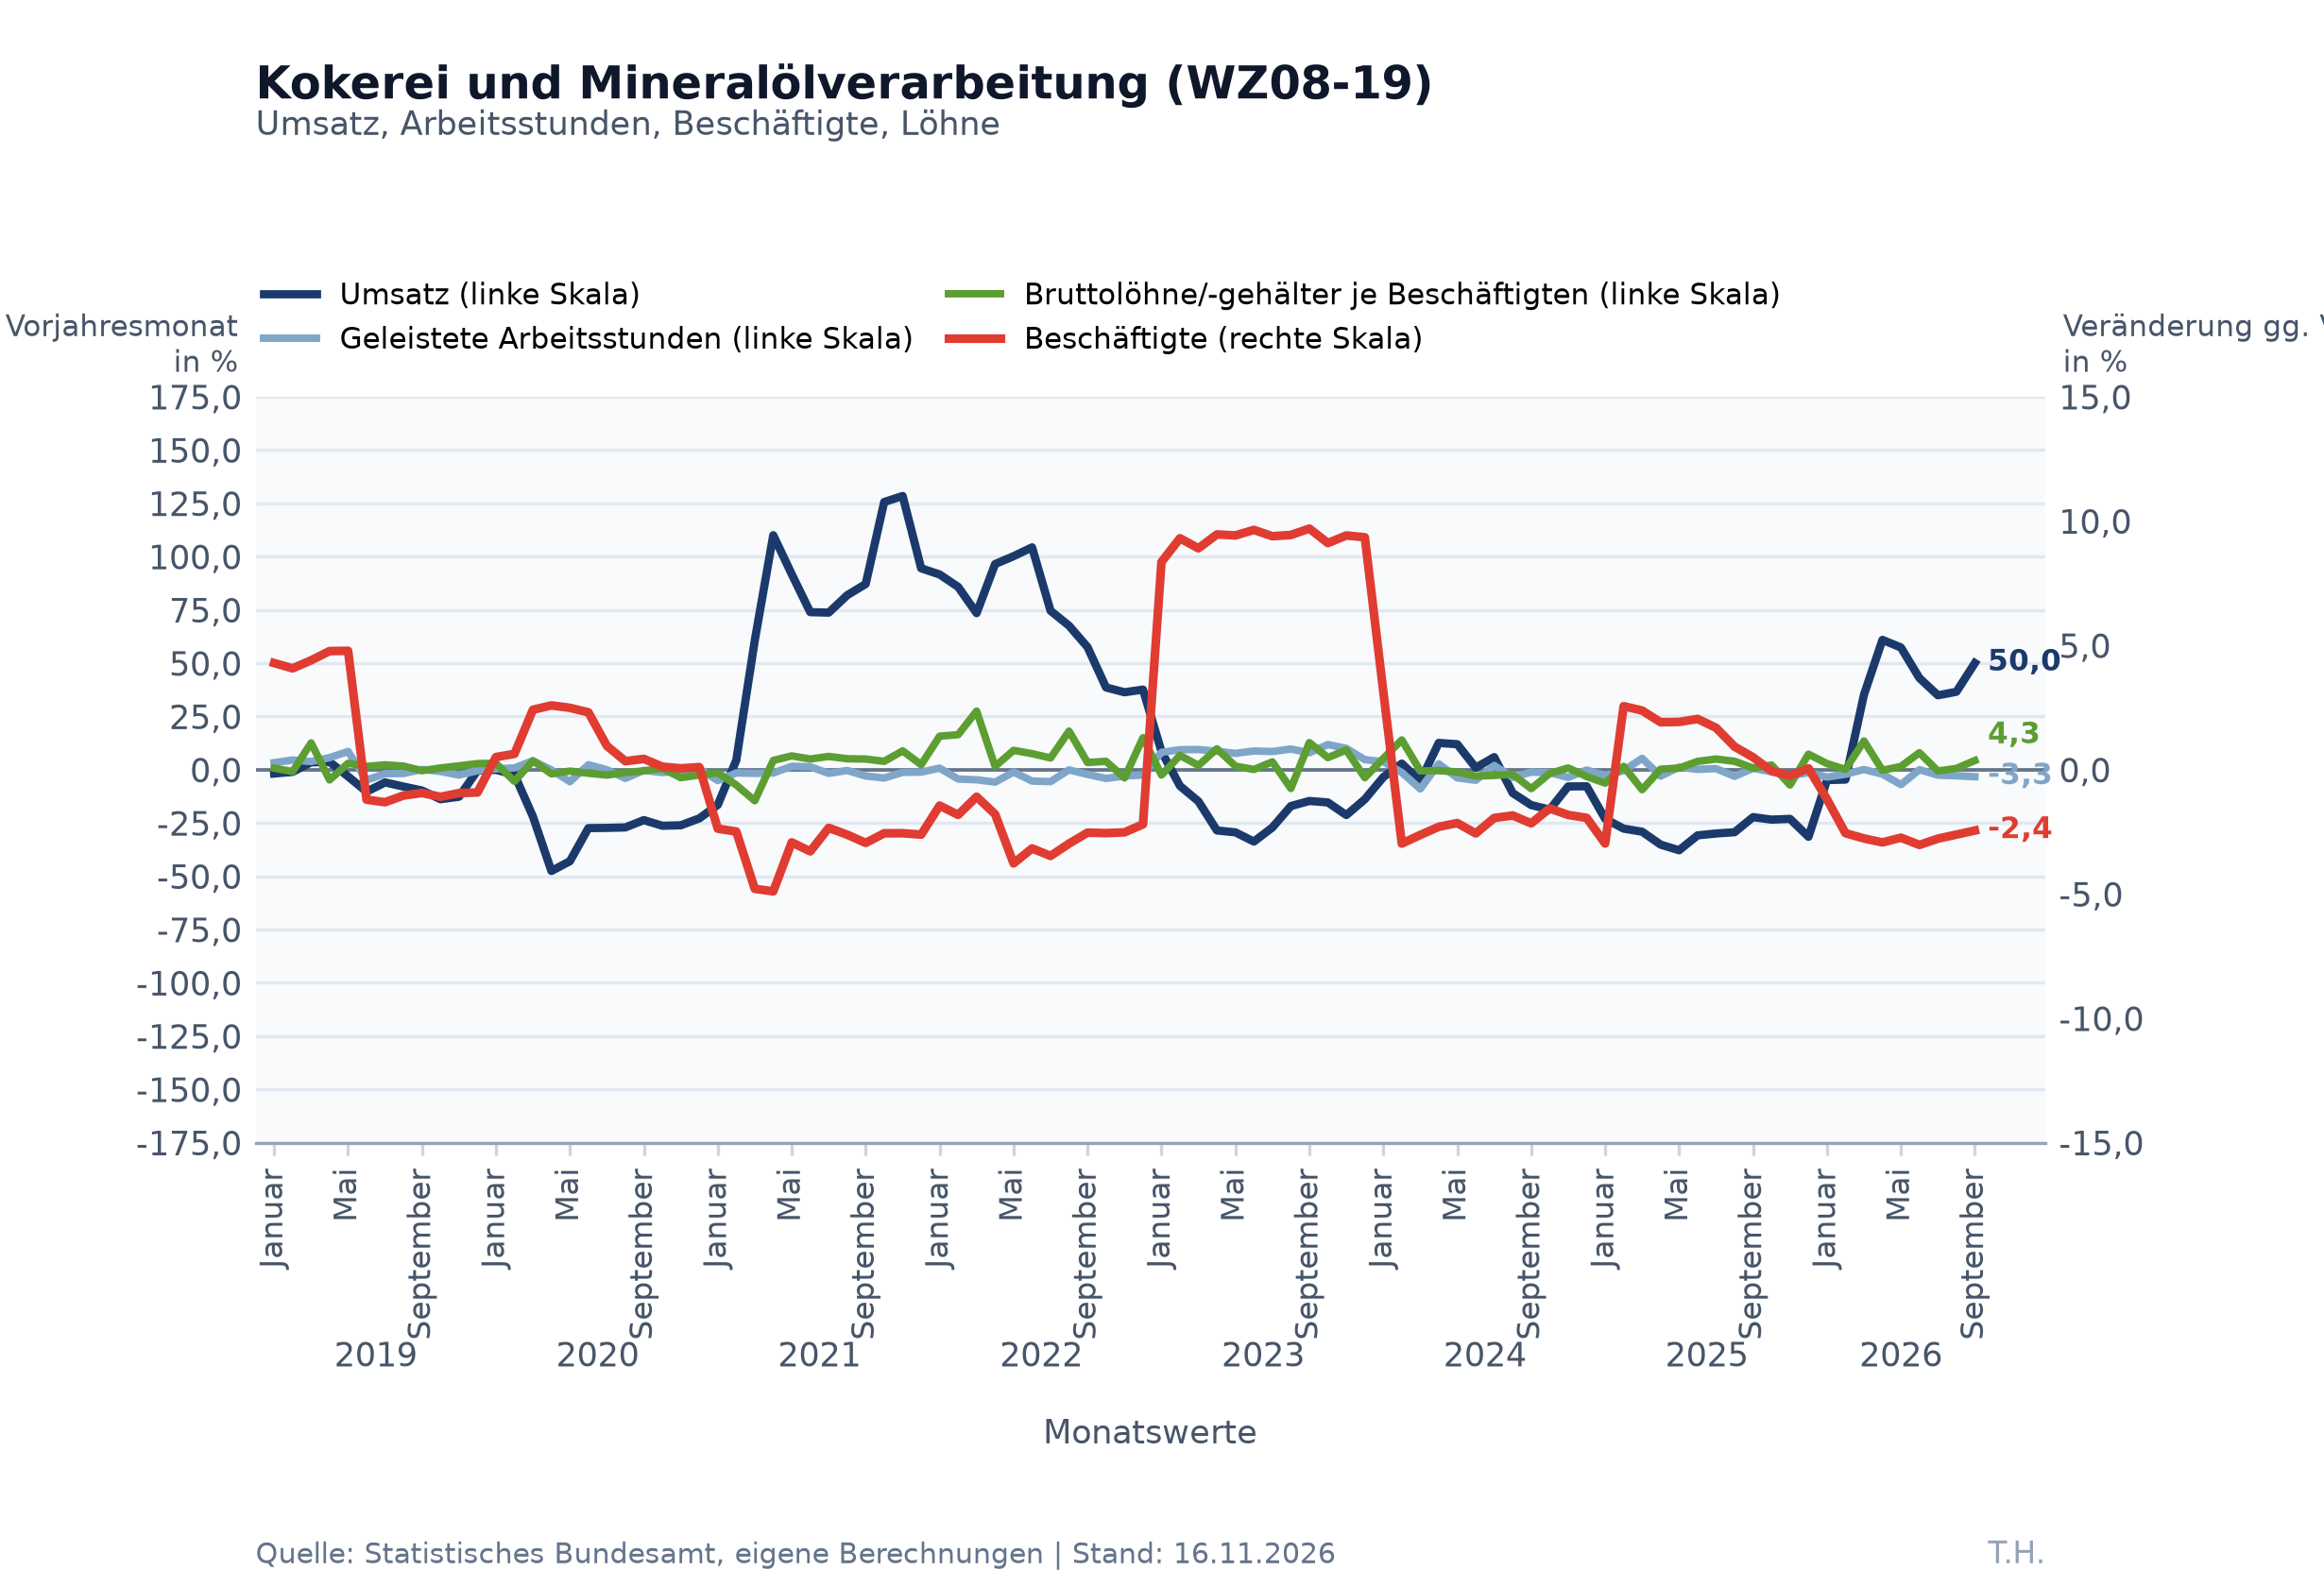 Kokerei und Mineralölverarbeitung (WZ08-19)
Umsatz, Arbeitsstunden, Beschäftigte, Löhne
Umsatz (linke Skala)
Geleistete Arbeitsstunden (linke Skala)
Bruttolöhne/-gehälter je Beschäftigten (linke Skala)
Beschäftigte (rechte Skala)
Vorjahresmonat
in %
Veränderung gg.
in %
175,0
150,0
125,0
100,0
75,0
50,0
25,0
0,0
-25,0
-50,0
-75,0
-100,0
-125,0
-150,0
-175,0
15,0
10,0
5,0
0,0
-5,0
-10,0
-15,0
50,0
4,3
-3,3
-2,4
Januar
Mai
September
Januar
Mai
September
Januar
Mai
September
Januar
Mai
September
Januar
Mai
September
Januar
Mai
September
Januar
Mai
September
Januar
Mai
September
2019
2020
2021
2022
2023
2024
2025
2026
Monatswerte
Quelle: Statistisches Bundesamt, eigene Berechnungen | Stand: 16.11.2026
T.H.